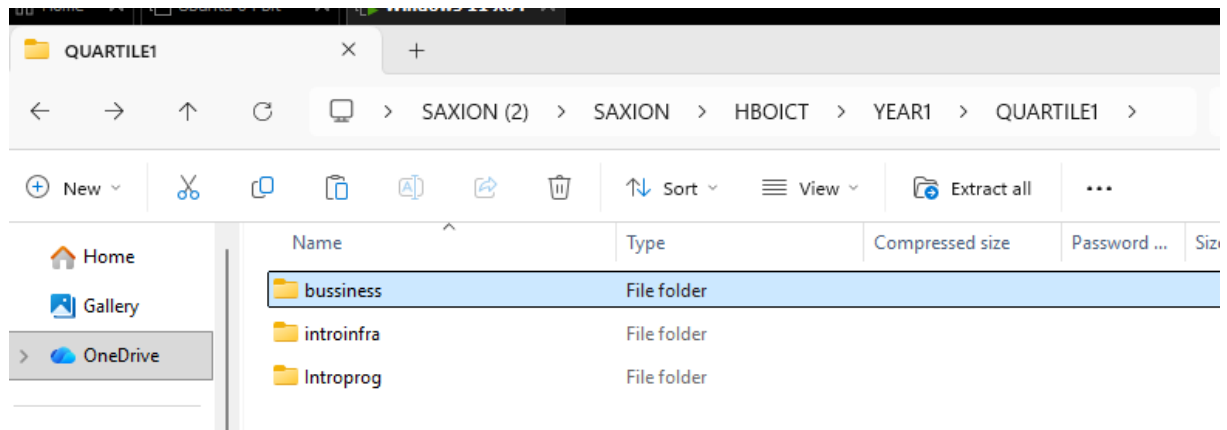 Home
QUARTILE1
SAXION (2) > SAXION > HBOICT > YEAR1 > QUARTILE1 >
New Sort View Extract all ...
Name Type Compressed size Password ...
Home
Gallery
OneDrive
bussiness File folder
introinfra File folder
Introprog File folder